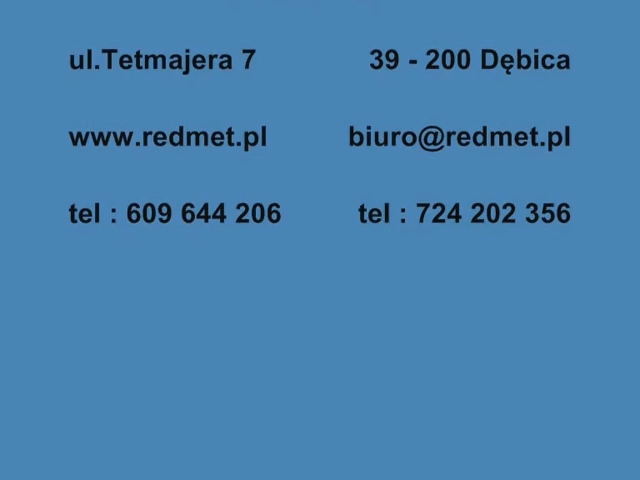 ul.Tetmajera 7 39 - 200 Dębica
www.redmet.pl biuro@redmet.pl
tel : 609 644 206 tel : 724 202 356